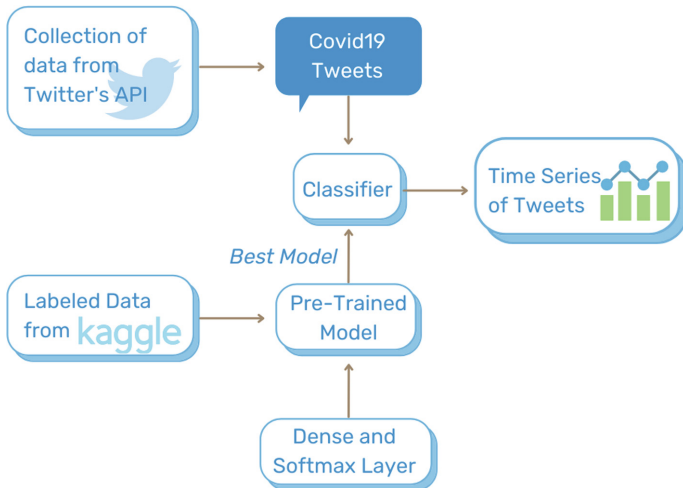 Collection of
data from
Twitter's API
Covid19
Tweets
Classifier
Time Series
of Tweets
Best Model
Labeled Data
from kaggle
Pre-Trained
Model
Dense and
Softmax Layer